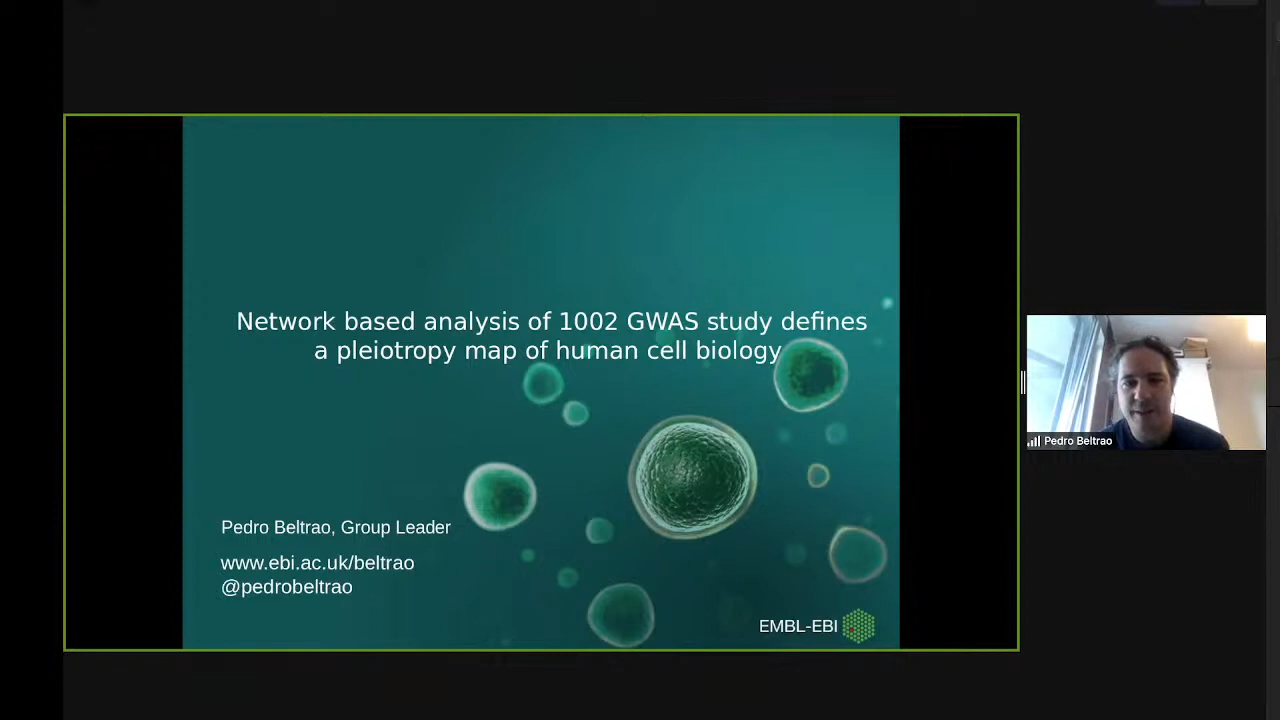 Network based analysis of 1002 GWAS study defines
a pleiotropy map of human cell biology
Pedro Beltrao, Group Leader
www.ebi.ac.uk/beltrao
@pedrobeltrao
EMBL-EBI
Pedro Beltrao